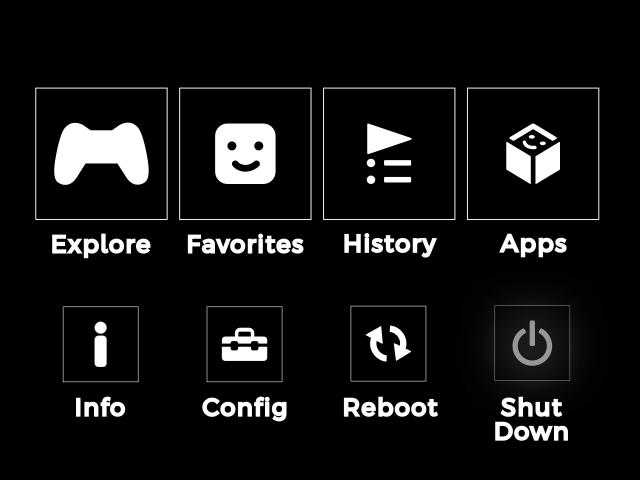 Explore
Favorites
History
Apps
Info
Config
Reboot
Shut
Down